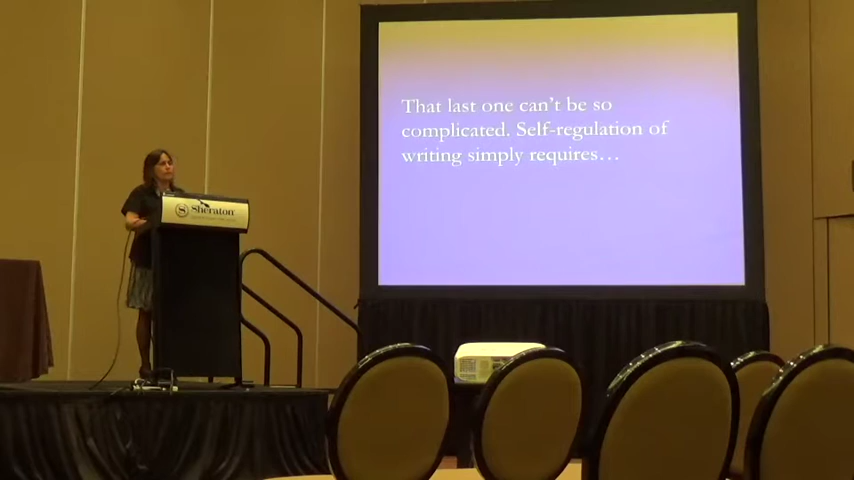 That last one can't be so
complicated. Self-regulation of
writing simply requires…
Sheraton